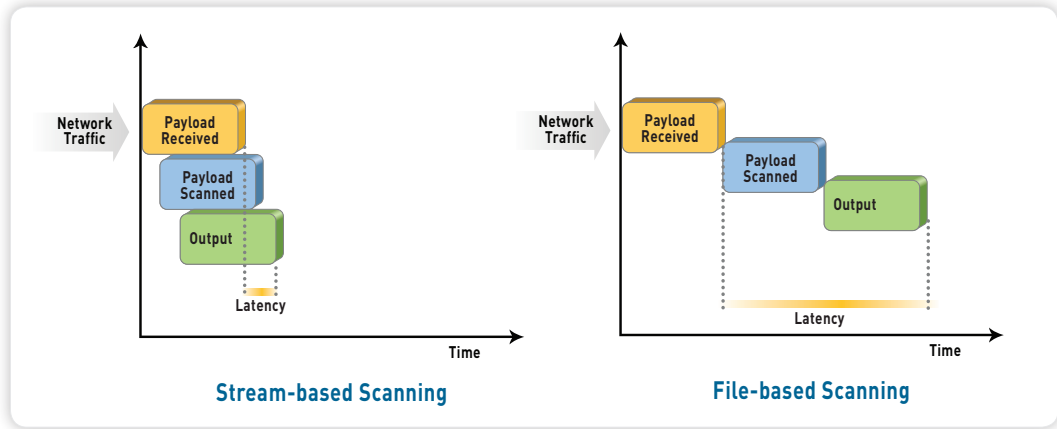 Network
Traffic
Payload
Received
Payload
Scanned
Output
Latency
Time
Stream-based Scanning
Network
Traffic
Payload
Received
Payload
Scanned
Output
Latency
Time
File-based Scanning